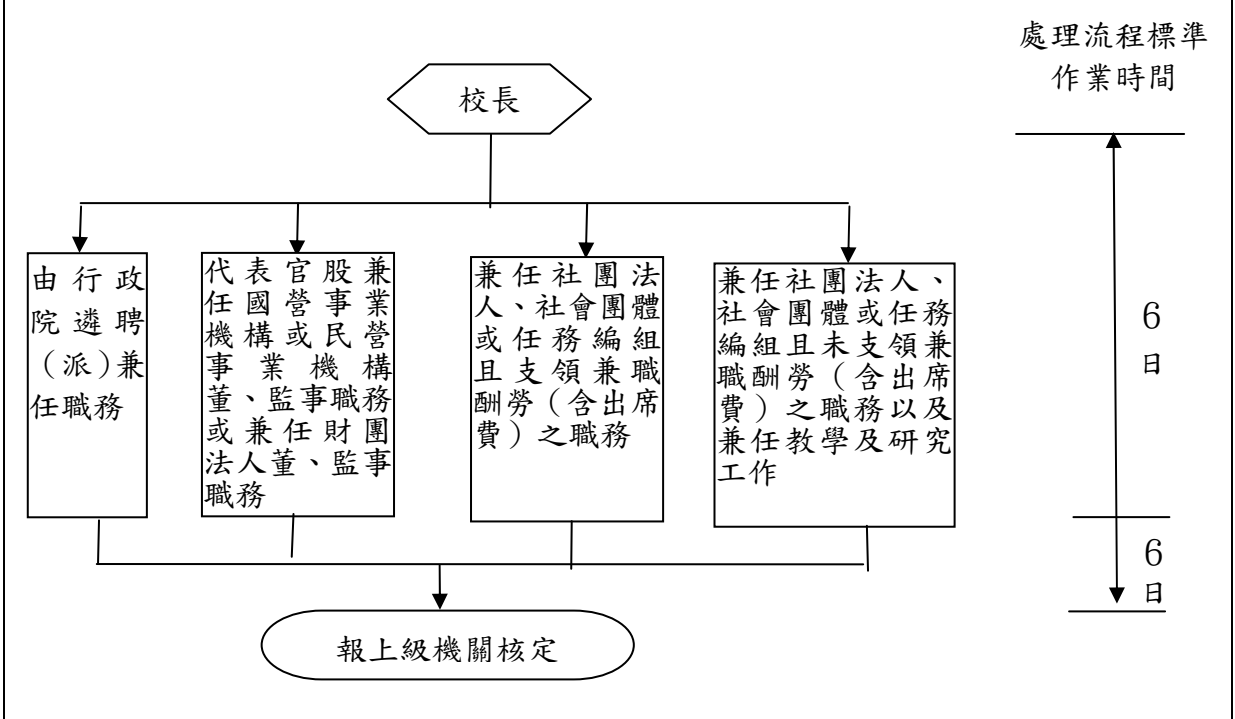 處理流程標準
作業時間
校長
由行政
院遴聘
（派）兼
任職務
代表官股兼
任國營事業
機構或民營
事業機構
董、監事職務
或兼任財團
法人董、監事
職務
兼任社團法
人、社會團體
或任務編組
且支領兼職
酬勞（含出席
費）之職務
兼任社團法人、
社會團體或任務
編組且未支領兼
職酬勞（含出席
費）之職務以及
兼任教學及研究
工作
6
日
6
日
報上級機關核定